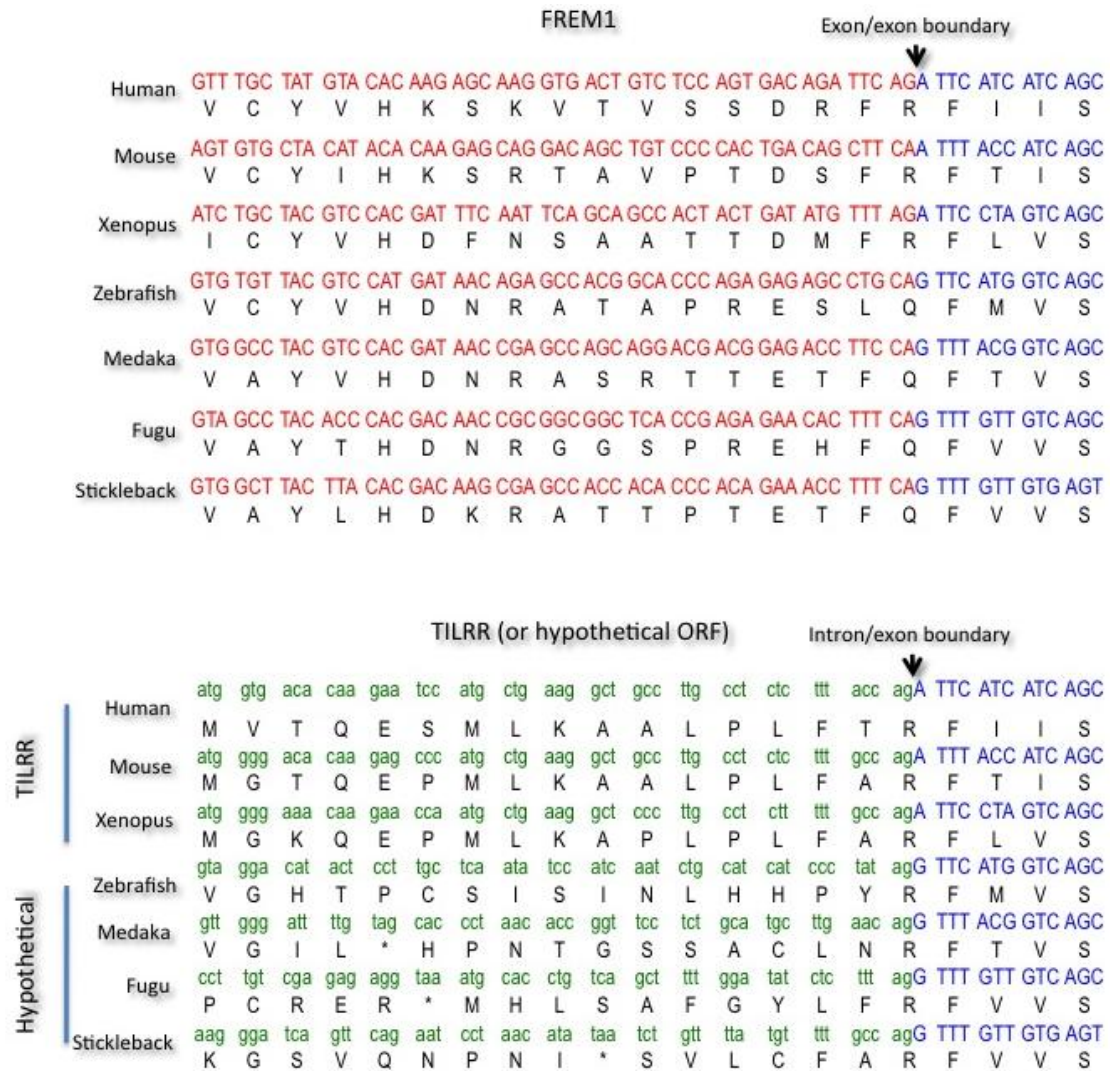 FREM1
Exon/exon boundary
Human
GTT TGC TAT GTA CAC AAG AGC AAG GTG ACT GTC TCC AGT GAC AGA TTC AGA TTC ATC ATC AGC
V C Y V H K S K V T V S S D R F R F I I S
Mouse
AGT GTG CTA CAT ACA CAA GAG CAG GAC AGC TGT CCC CAC TGA CAG CTT CAA TTT ACC ATC AGC
V C Y I H K S R T A V P T D S F R F T I S
Xenopus
ATC TGC TAC GTC CAC GAT TTC AAT TCA GCA GCC ACT ACT GAT ATG TTT AGA TTC CTA GTC AGC
I C Y V H D F N S A A T T D M F R F L V S
Zebrafish
GTG TGT TAC GTC CAT GAT AAC AGA GCC ACG GCA CCC AGA GAG AGC CTG CAG TTC ATG GTC AGC
V C Y V H D N R A T A P R E S L Q F M V S
Medaka
GTG GCC TAC GTC CAC GAT AAC CGA GCC AGC AGG ACG ACG GAG ACC TTC CAG TTT ACG GTC AGC
V A Y V H D N R A S R T T E T F Q F T V S
Fugu
GTA GCC TAC ACC CAC GAC AAC CGC GGC GGC TCA CCG AGA GAA CAC TTT CAG TTT GTT GTC AGC
V A Y T H D N R G G S P R E H F Q F V V S
Stickleback
GTG GCT TAC TTA CAC GAC AAG CGA GCC ACC ACA CCC ACA GAA ACC TTT CAG TTT GTT GTG AGT
V A Y L H D K R A T T P T E T F Q F V V S
TILRR (or hypothetical ORF)
Intron/exon boundary
TILRR
Human
atg gtg aca caa gaa tcc atg ctg aag gct gcc ttg cct ctc ttt acc agA TTC ATC ATC AGC
M V T Q E S M L K A A L P L F T R F I I S
Mouse
atg ggg aca caa gag ccc atg ctg aag gct gcc ttg cct ctc ttt gcc agA TTT ACC ATC AGC
M G T Q E P M L K A A L P L F A R F T I S
Xenopus
atg ggg aaa caa gaa cca atg ctg aag gct ccc ttg cct ctt ttt gcc agA TTC CTA GTC AGC
M G K Q E P M L K A P L P L F A R F L V S
Hypothetical
Zebrafish
gta gga cat act cct tgc tca ata tcc atc aat ctg cat cat ccc tat agG TTC ATG GTC AGC
V G H T P C S I S I N L H H P Y R F M V S
Medaka
gtt ggg att ttg tag cac cct aac acc ggt tcc tct gca tgc ttg aac agG TTT ACG GTC AGC
V G I L * H P N T G S S A C L N R F T V S
Fugu
cct tgt cga gag agg taa atg cac ctg tca gct ttt gga tat ctc ttt agG TTT GTT GTC AGC
P C R E R * M H L S A F G Y L F R F V V S
Stickleback
aag gga tca gtt cag aat cct aac ata taa tct gtt tta tgt ttt gcc agG TTT GTT GTG AGT
K G S V Q N P N I * S V L C F A R F V V S